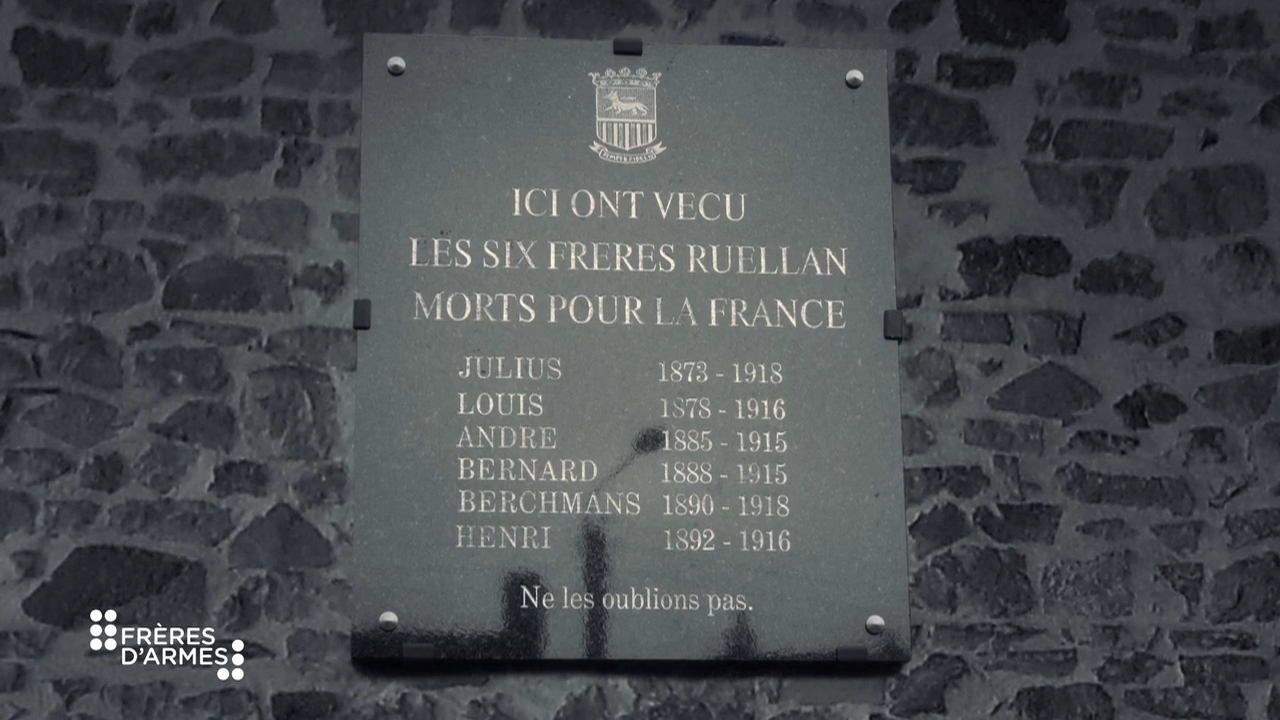 ICI ONT VECU
LES SIX FRERES RUELLAN
MORTS POUR LA FRANCE
JULIUS 1873 - 1918
LOUIS 1878 - 1916
ANDRE 1885 - 1915
BERNARD 1888 - 1915
BERCHMANS 1890 - 1918
HENRI 1892 - 1916
Ne les oublions pas.
FRÈRES
D'ARMES